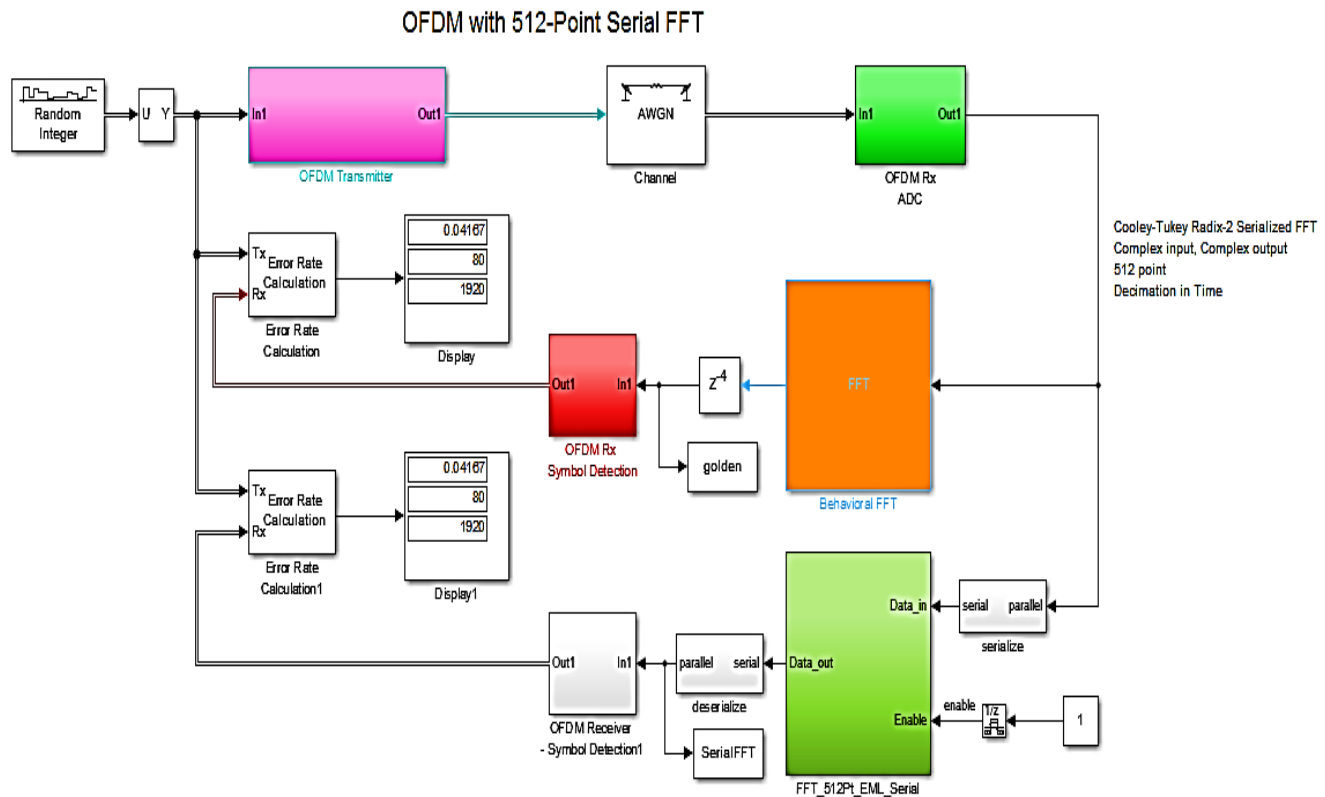 OFDM with 512-Point Serial FFT
Random
Integer
U Y
In1 Out1
OFDM Transmitter
AWGN
Channel
In1 Out1
OFDM Rx
ADC
Cooley-Tukey Radix-2 Serialized FFT
Complex input, Complex output
512 point
Decimation in Time
Tx
Rx
Error Rate
Calculation
Error Rate
Calculation
0.04167
80
1920
Display
Out1 In1
OFDM Rx
Symbol Detection
Z-4
golden
FFT
Behavioral FFT
Tx
Rx
Error Rate
Calculation
Error Rate
Calculation1
0.04167
80
1920
Display1
Out1 In1
OFDM Receiver
- Symbol Detection1
parallel serial
deserialize
SerialFFT
Data_in
Data_out
Enable
FFT_512Pt_EML_Serial
serial parallel
serialize
enable
1/z
1